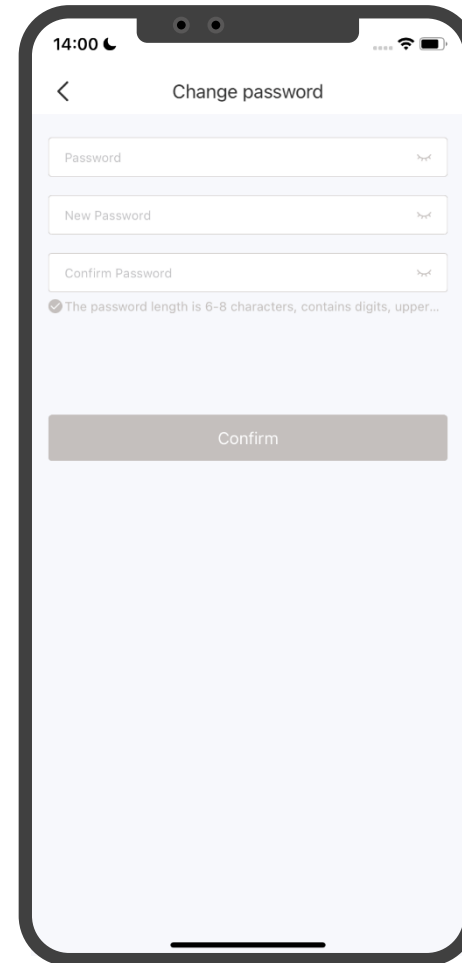 14:00
Change password
Password
New Password
Confirm Password
The password length is 6-8 characters, contains digits, upper...
Confirm